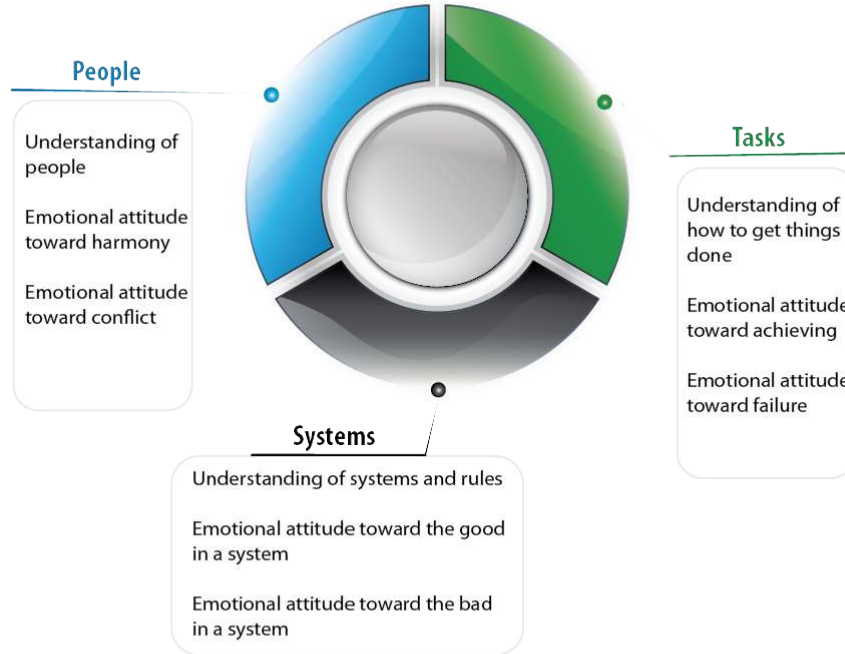 People
Understanding of
people
Emotional attitude
toward harmony
Emotional attitude
toward conflict
Tasks
Understanding of
how to get things
done
Emotional attitude
toward achieving
Emotional attitude
toward failure
Systems
Understanding of systems and rules
Emotional attitude toward the good
in a system
Emotional attitude toward the bad
in a system